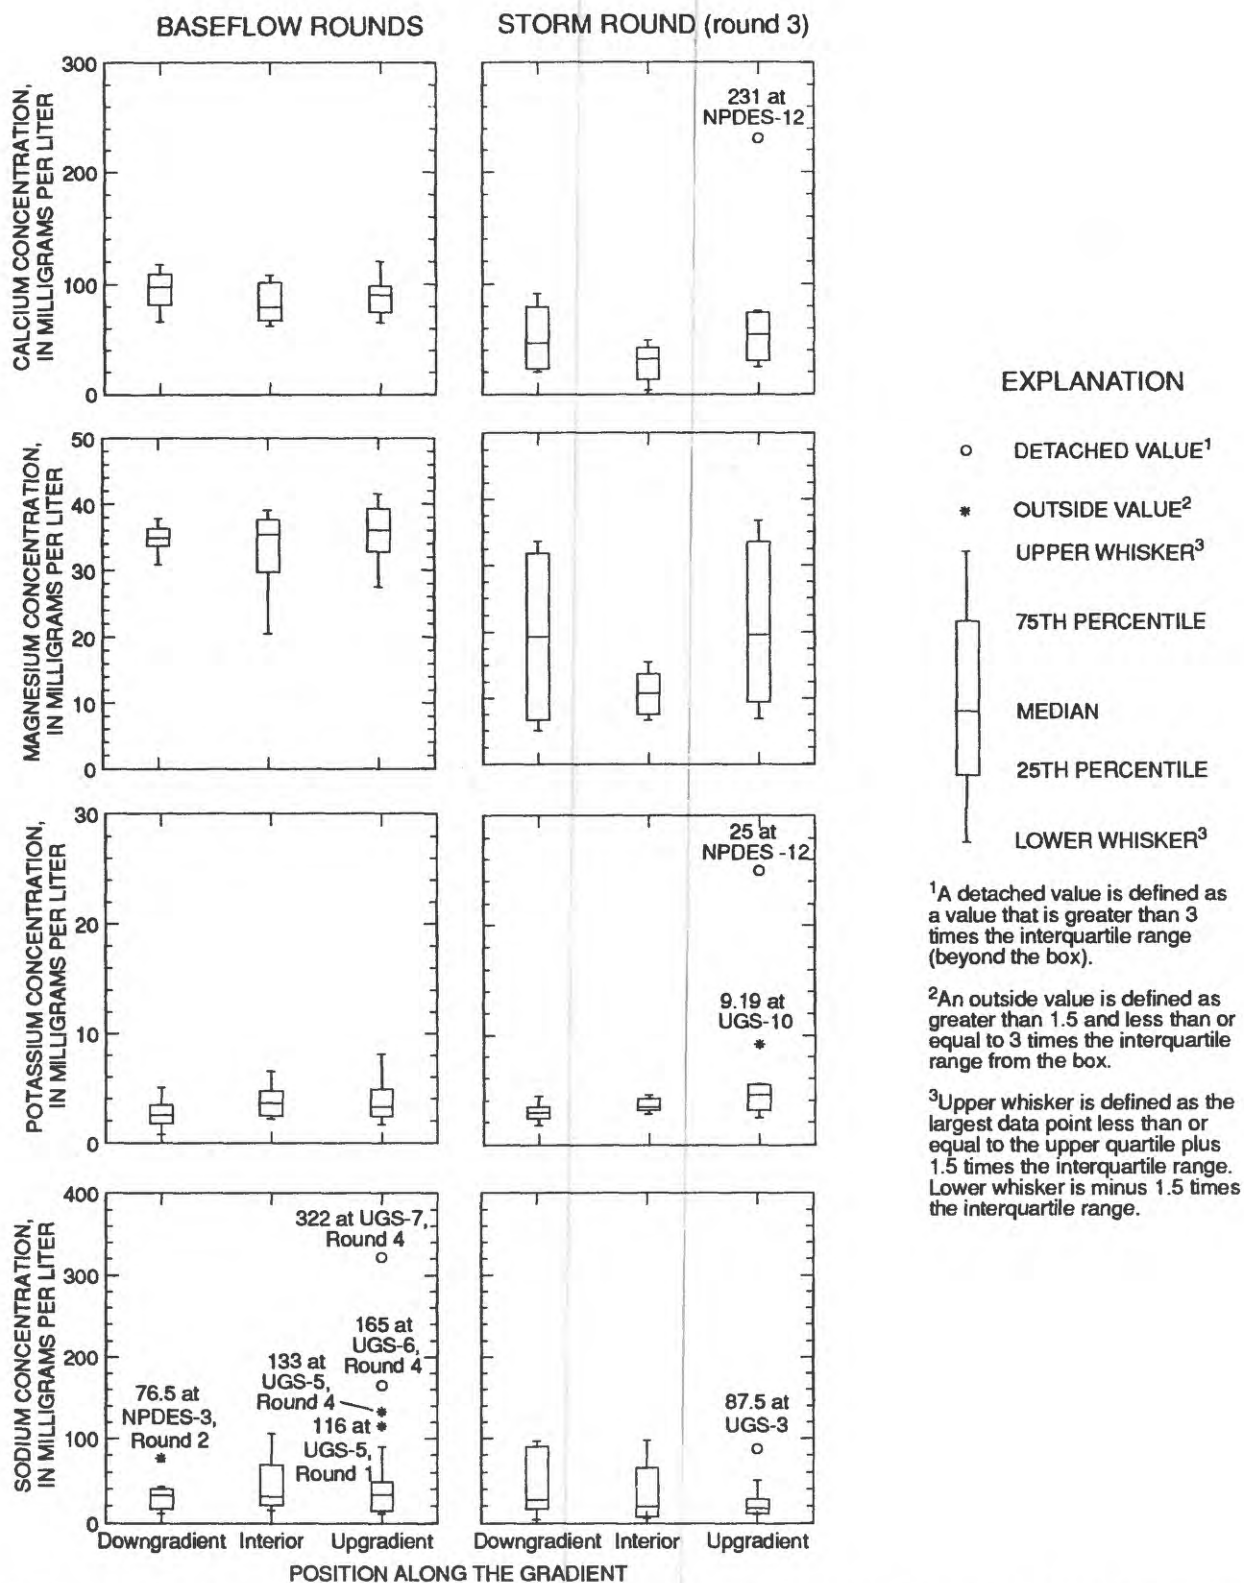 BASEFLOW ROUNDS
STORM ROUND (round 3)
CALCIUM CONCENTRATION,
IN MILLIGRAMS PER LITER
300
200
100
0
231 at
NPDES-12
MAGNESIUM CONCENTRATION,
IN MILLIGRAMS PER LITER
50
40
30
20
10
0
POTASSIUM CONCENTRATION,
IN MILLIGRAMS PER LITER
30
20
10
0
25 at
NPDES -12
9.19 at
UGS-10
SODIUM CONCENTRATION,
IN MILLIGRAMS PER LITER
400
300
200
100
0
322 at UGS-7,
Round 4
165 at
UGS-6,
Round 4
133 at
UGS-5,
Round 4
116 at
UGS-5,
Round 1
76.5 at
NPDES-3,
Round 2
87.5 at
UGS-3
Downgradient Interior Upgradient
Downgradient Interior Upgradient
POSITION ALONG THE GRADIENT
EXPLANATION
DETACHED VALUE1
OUTSIDE VALUE2
UPPER WHISKER3
75TH PERCENTILE
MEDIAN
25TH PERCENTILE
LOWER WHISKER3
1A detached value is defined as
a value that is greater than 3
times the interquartile range
(beyond the box).
2An outside value is defined as
greater than 1.5 and less than or
equal to 3 times the interquartile
range from the box.
3Upper whisker is defined as the
largest data point less than or
equal to the upper quartile plus
1.5 times the interquartile range.
Lower whisker is minus 1.5 times
the interquartile range.